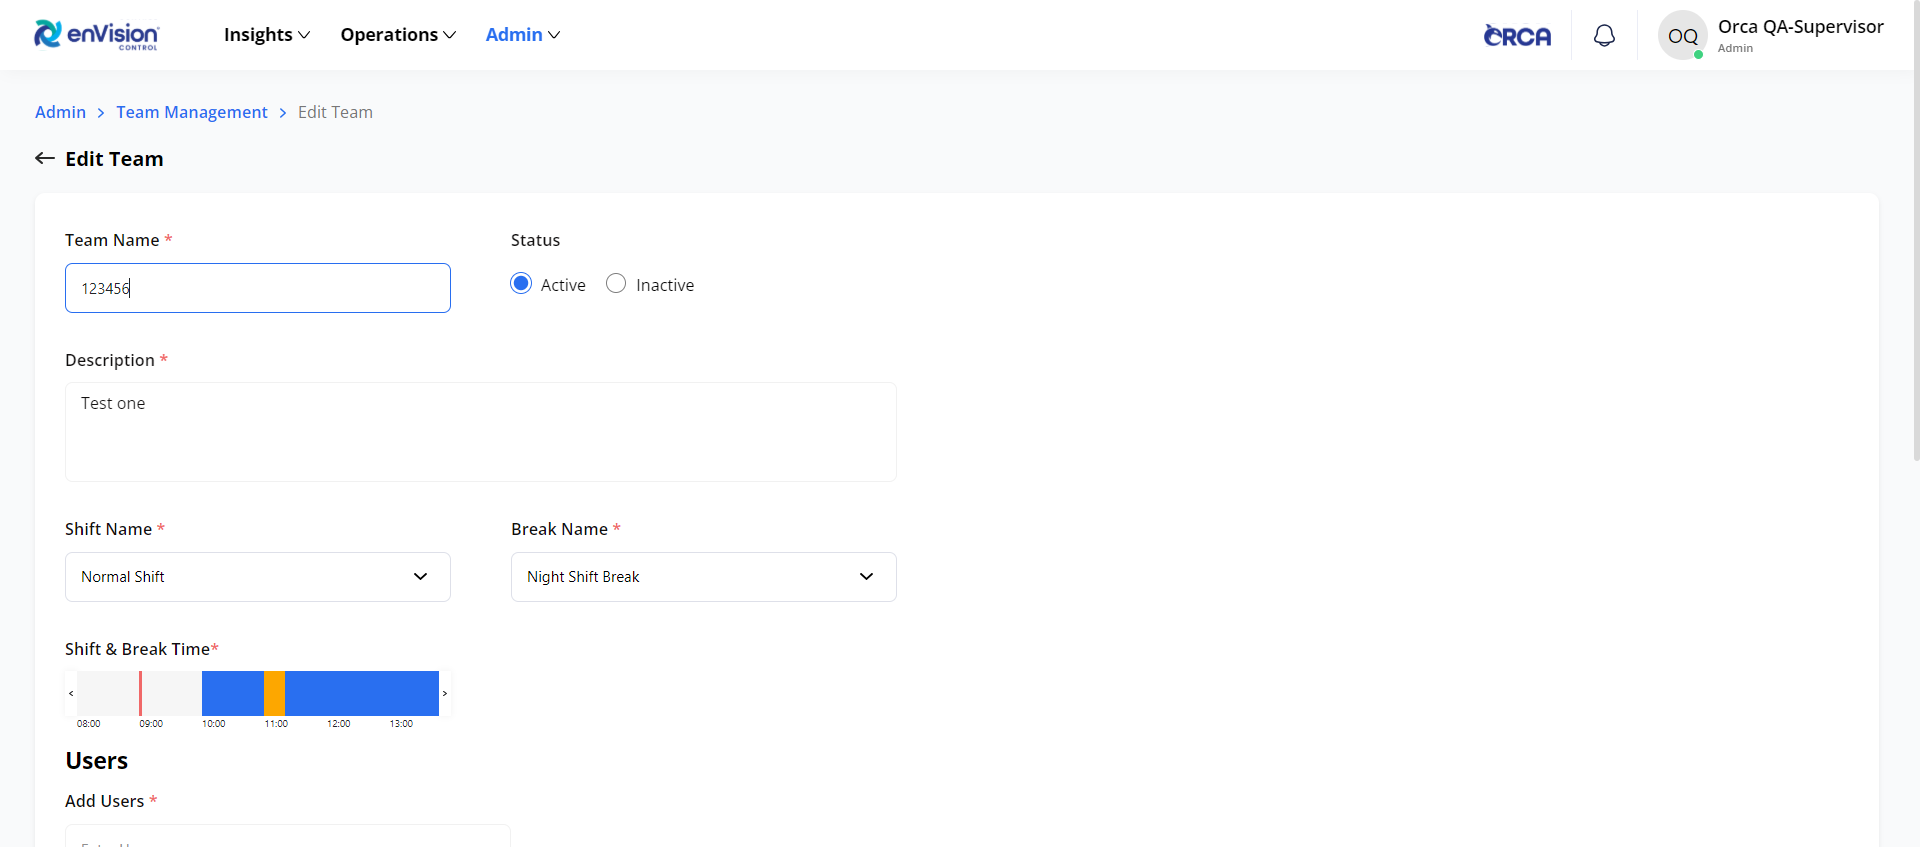 enVision
CONTROL
Insights
Operations
Admin
ORCA
OQ
Orca QA-Supervisor
Admin
Admin > Team Management > Edit Team
Edit Team
Team Name *
Status
123456
Active
Inactive
Description *
Test one
Shift Name *
Break Name *
Normal Shift
Night Shift Break
Shift & Break Time*
< >
08:00 09:00 10:00 11:00 12:00 13:00
Users
Add Users *